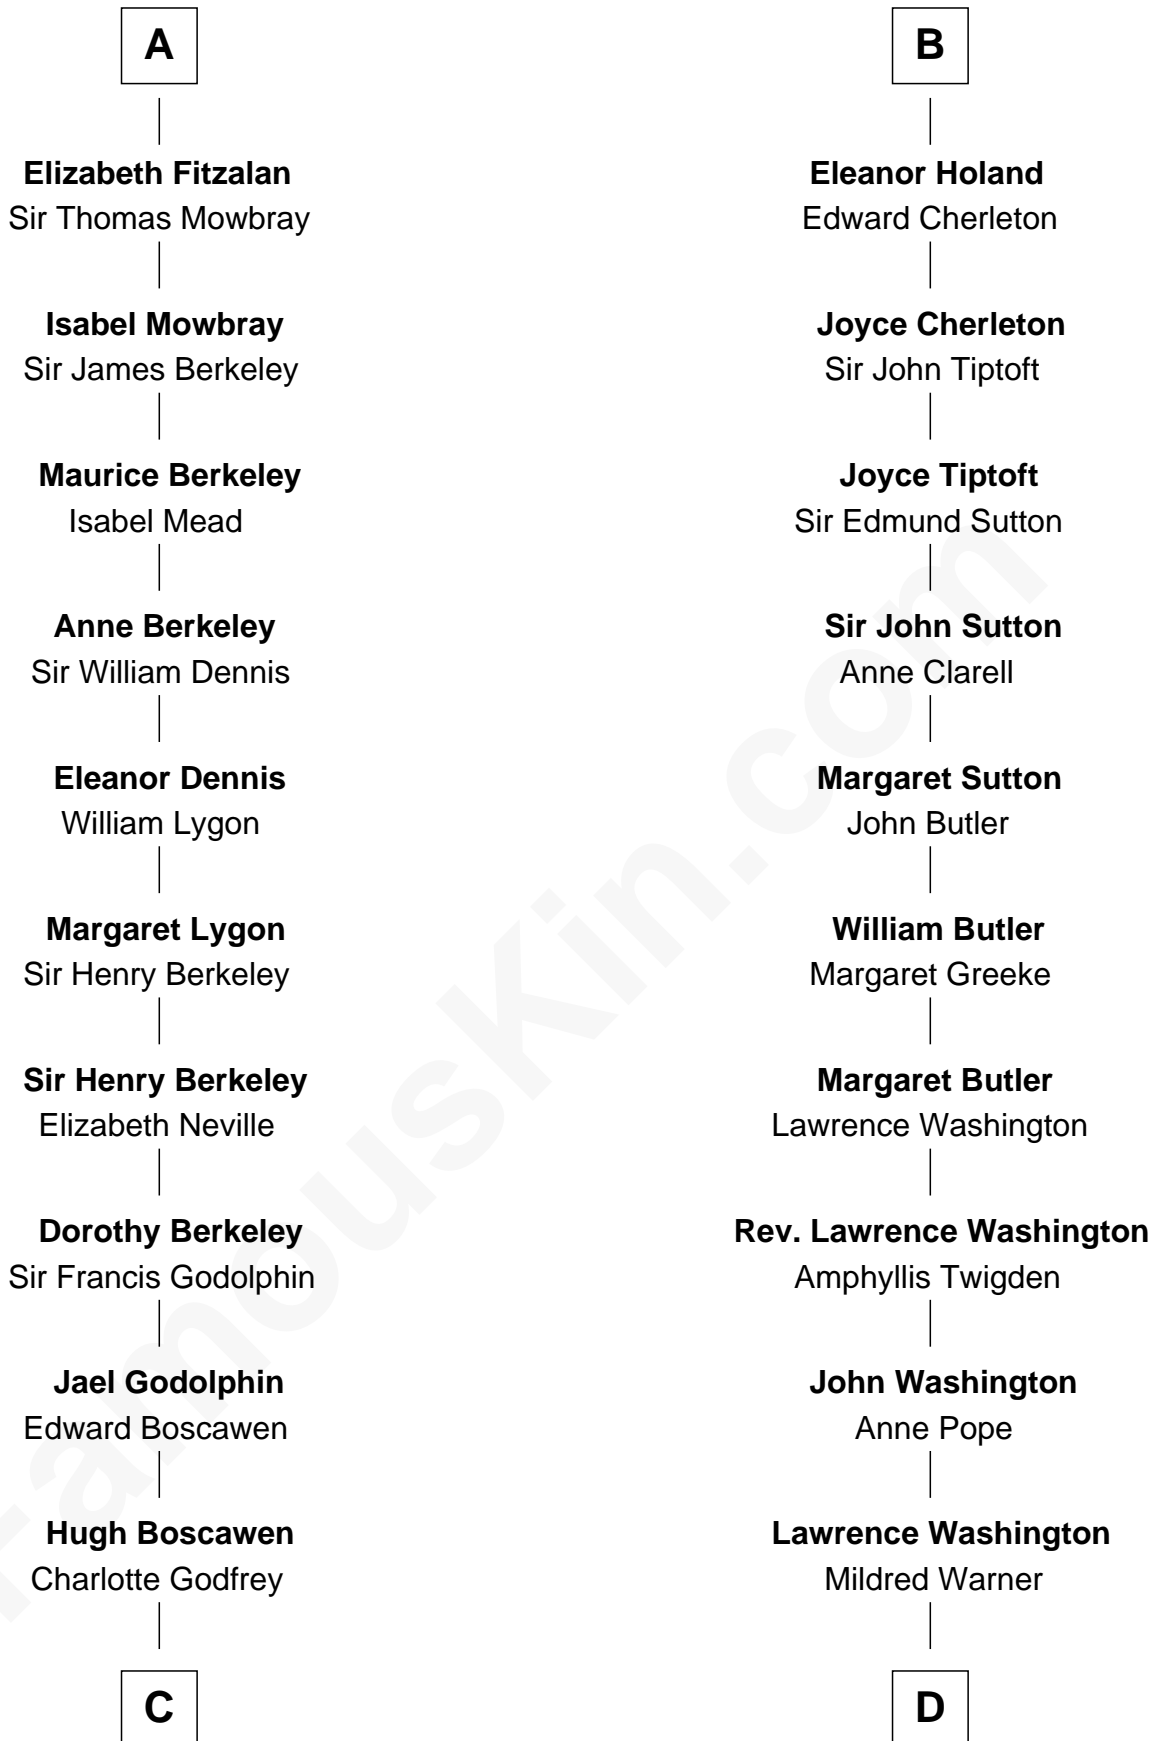 A
Elizabeth Fitzalan
Sir Thomas Mowbray
Isabel Mowbray
Sir James Berkeley
Maurice Berkeley
Isabel Mead
Anne Berkeley
Sir William Dennis
Eleanor Dennis
William Lygon
Margaret Lygon
Sir Henry Berkeley
Sir Henry Berkeley
Elizabeth Neville
Dorothy Berkeley
Sir Francis Godolphin
Jael Godolphin
Edward Boscawen
Hugh Boscawen
Charlotte Godfrey
C
B
Eleanor Holand
Edward Cherleton
Joyce Cherleton
Sir John Tiptoft
Joyce Tiptoft
Sir Edmund Sutton
Sir John Sutton
Anne Clarell
Margaret Sutton
John Butler
William Butler
Margaret Greeke
Margaret Butler
Lawrence Washington
Rev. Lawrence Washington
Amphyllis Twigden
John Washington
Anne Pope
Lawrence Washington
Mildred Warner
D
FamousKin.com